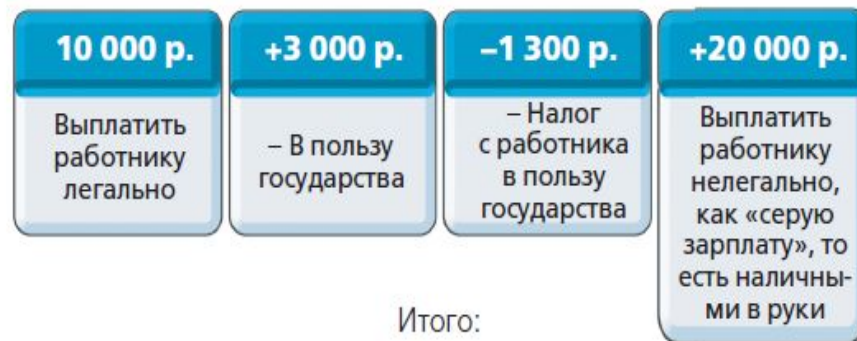 10 000 р.
Выплатить
работнику
легально
+3 000 р.
– В пользу
государства
–1 300 р.
– Налог
с работника
в пользу
государства
+20 000 р.
Выплатить
работнику
нелегально,
как «серую
зарплату», то
есть наличны-
ми в руки
Итого: